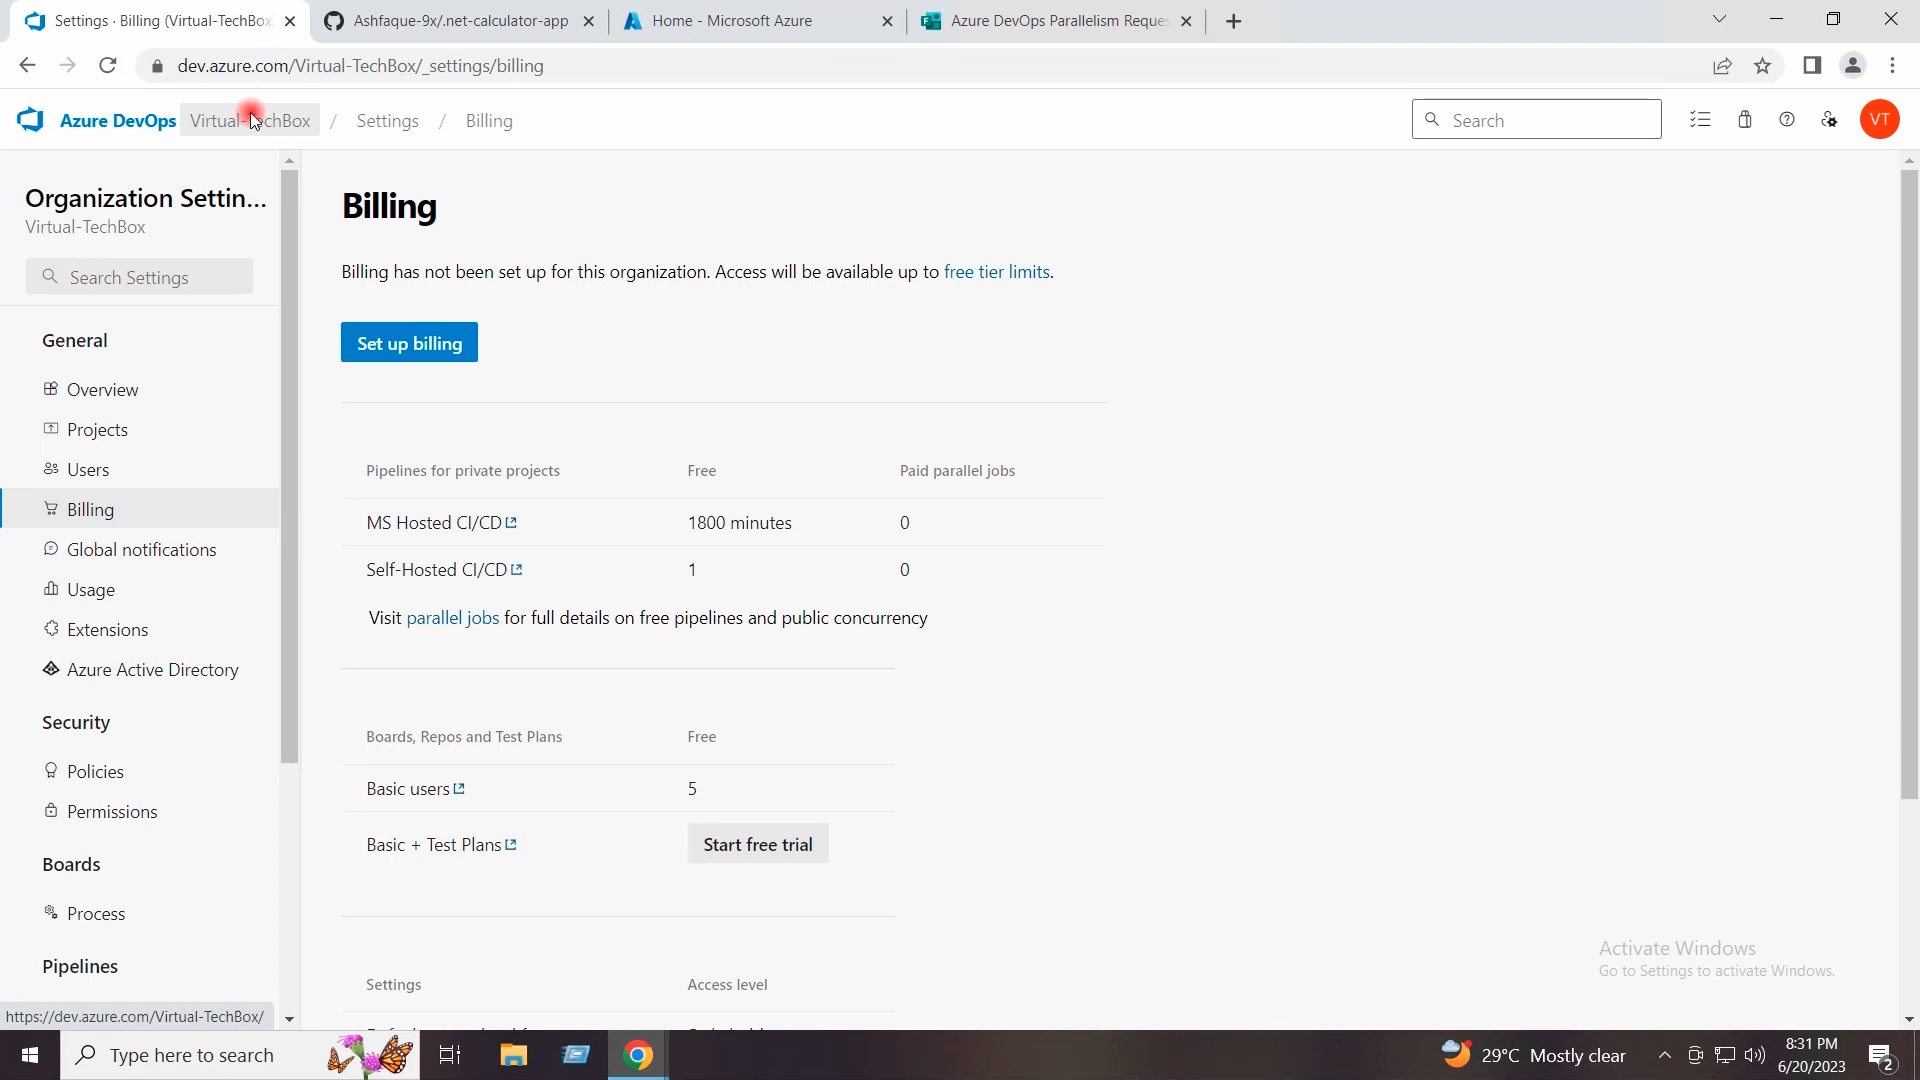 Settings · Billing (Virtual-TechBox
Ashfaque-9x/.net-calculator-app
Home - Microsoft Azure
Azure DevOps Parallelism Reques
dev.azure.com/Virtual-TechBox/_settings/billing
Azure DevOps Virtual-TechBox / Settings / Billing
Search
VT
Organization Settin...
Virtual-TechBox
Search Settings
General
Overview
Projects
Users
Billing
Global notifications
Usage
Extensions
Azure Active Directory
Security
Policies
Permissions
Boards
Process
Pipelines
https://dev.azure.com/Virtual-TechBox/
Billing
Billing has not been set up for this organization. Access will be available up to free tier limits.
Set up billing
Pipelines for private projects Free Paid parallel jobs
MS Hosted CI/CD 1800 minutes 0
Self-Hosted CI/CD 1 0
Visit parallel jobs for full details on free pipelines and public concurrency
Boards, Repos and Test Plans Free
Basic users 5
Basic + Test Plans Start free trial
Settings Access level
Activate Windows
Go to Settings to activate Windows.
Type here to search
29°C Mostly clear
8:31 PM
6/20/2023
2